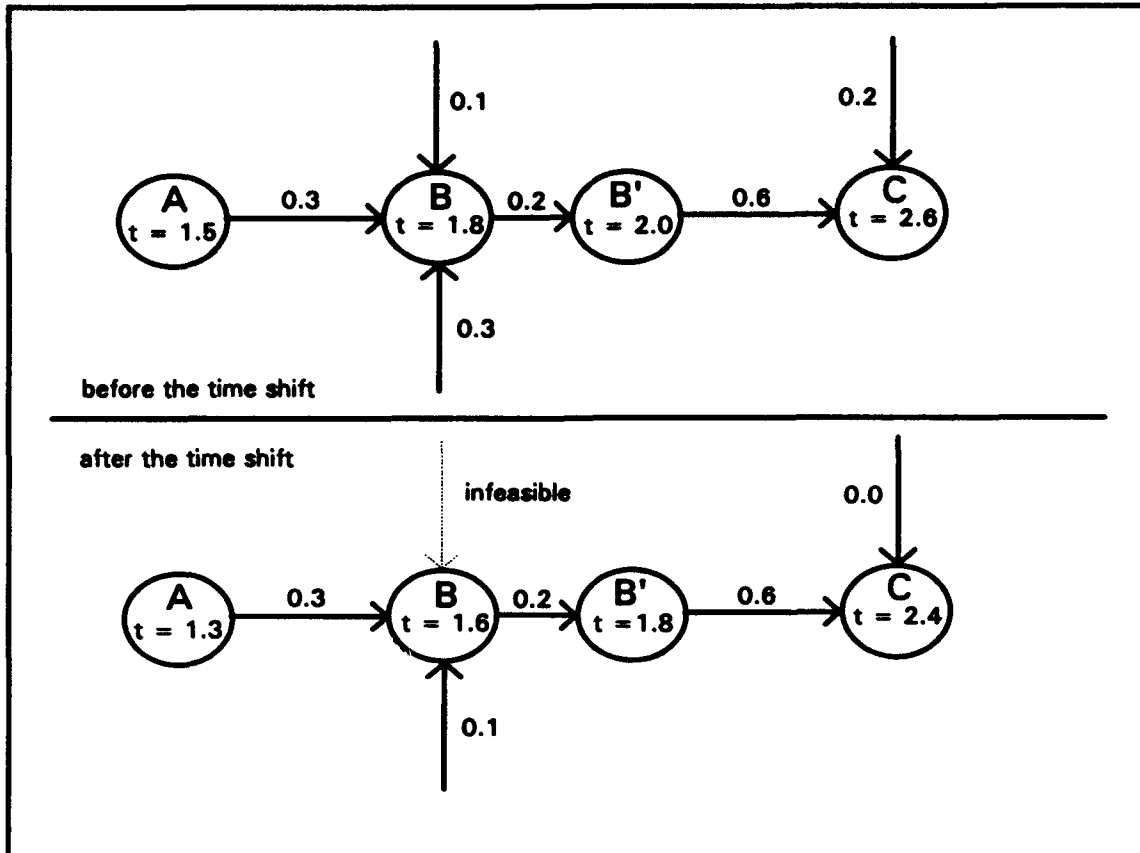 0.1
0.2
A
t = 1.5
0.3
B
t = 1.8
0.2
B'
t = 2.0
0.6
C
t = 2.6
0.3
before the time shift
after the time shift
infeasible
0.0
A
t = 1.3
0.3
B
t = 1.6
0.2
B'
t =1.8
0.6
C
t = 2.4
0.1